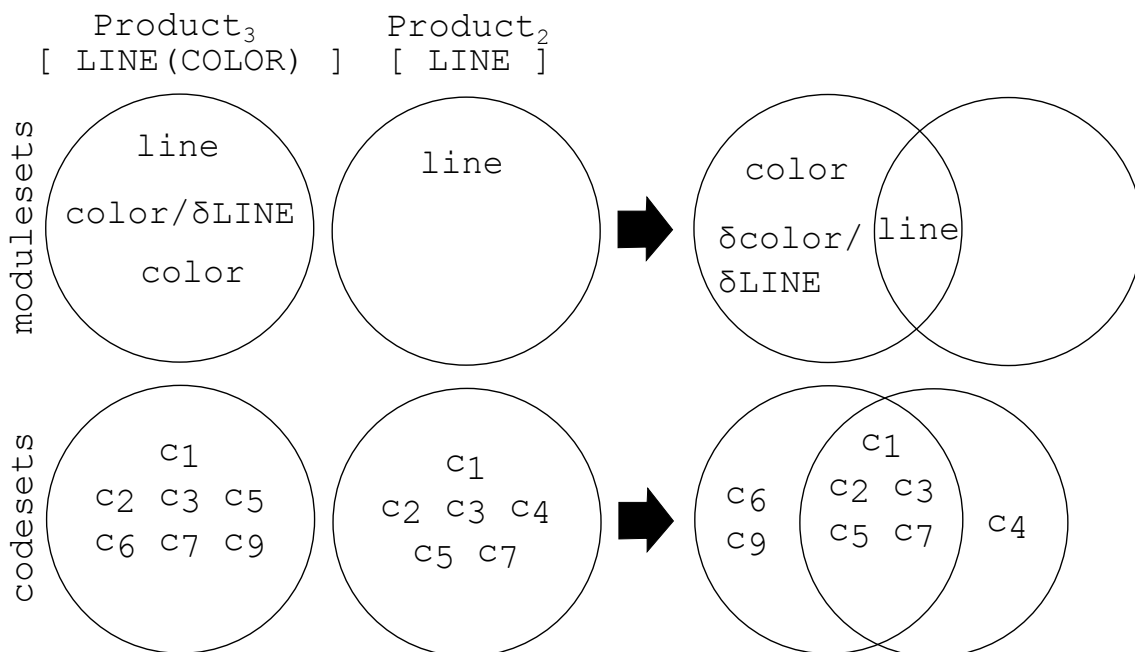 Product₃ Product₂
[ LINE(COLOR) ] [ LINE ]
modulesets
line
color/δLINE
color
line
color
δcolor/
δLINE
line
codesets
c1
c2 c3 c5
c6 c7 c9
c1
c2 c3 c4
c5 c7
c6
c9
c1
c2 c3
c5 c7
c4